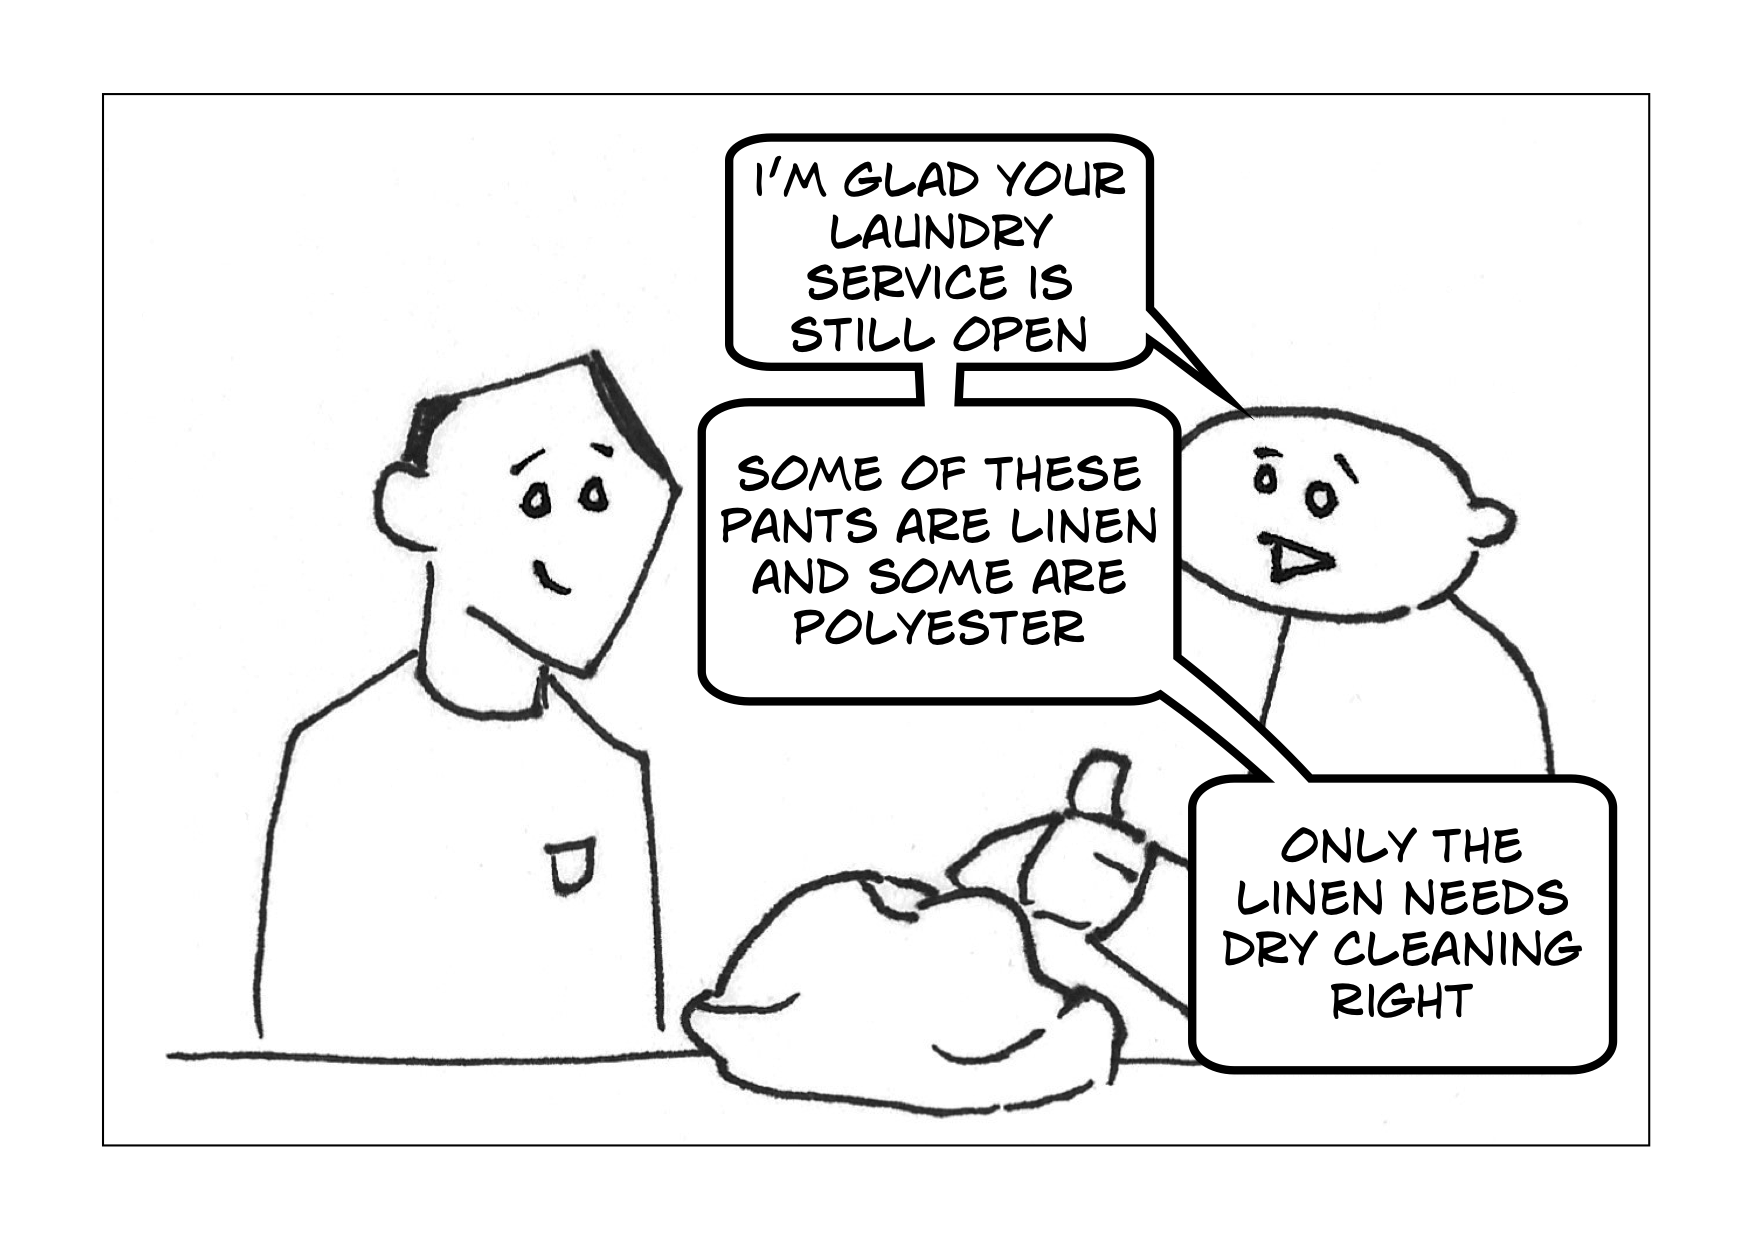 I'M GLAD YOUR
LAUNDRY
SERVICE IS
STILL OPEN
SOME OF THESE
PANTS ARE LINEN
AND SOME ARE
POLYESTER
ONLY THE
LINEN NEEDS
DRY CLEANING
RIGHT